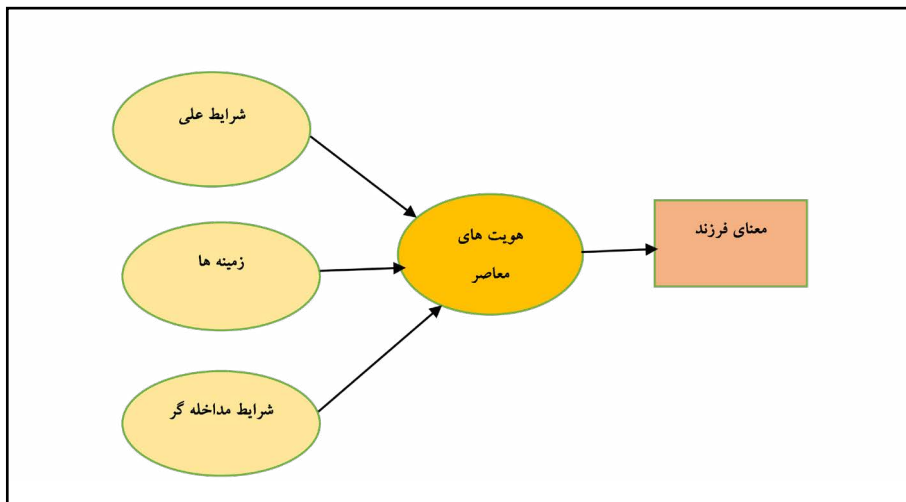 شرایط علی
زمینه ها
شرایط مداخله گر
هویت های
معاصر
معنای فرزند